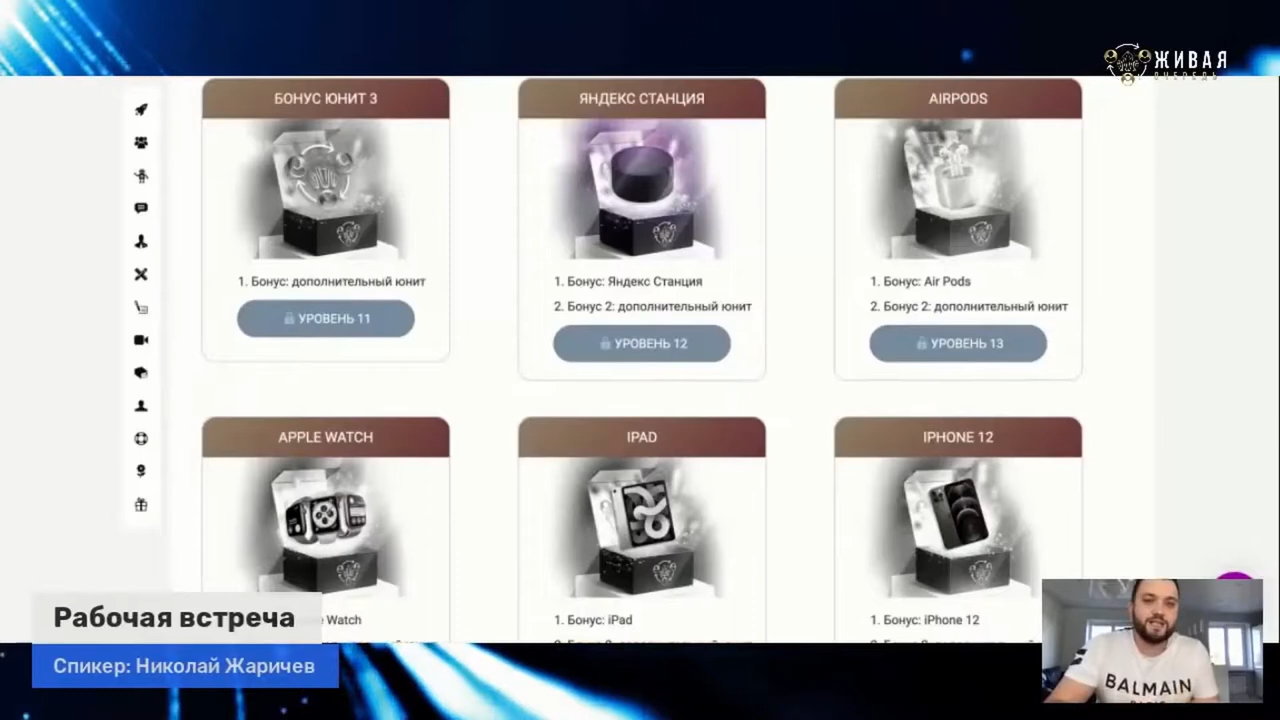 ЖИВАЯ
ОЧЕРЕДЬ
БОНУС ЮНИТ 3
ЯНДЕКС СТАНЦИЯ
AIRPODS
1. Бонус: дополнительный юнит
УРОВЕНЬ 11
1. Бонус: Яндекс Станция
2. Бонус 2: дополнительный юнит
УРОВЕНЬ 12
1. Бонус: Air Pods
2. Бонус 2: дополнительный юнит
УРОВЕНЬ 13
APPLE WATCH
IPAD
IPHONE 12
Watch
1. Бонус: iPad
1. Бонус: iPhone 12
Рабочая встреча
Спикер: Николай Жаричев
BALMAIN